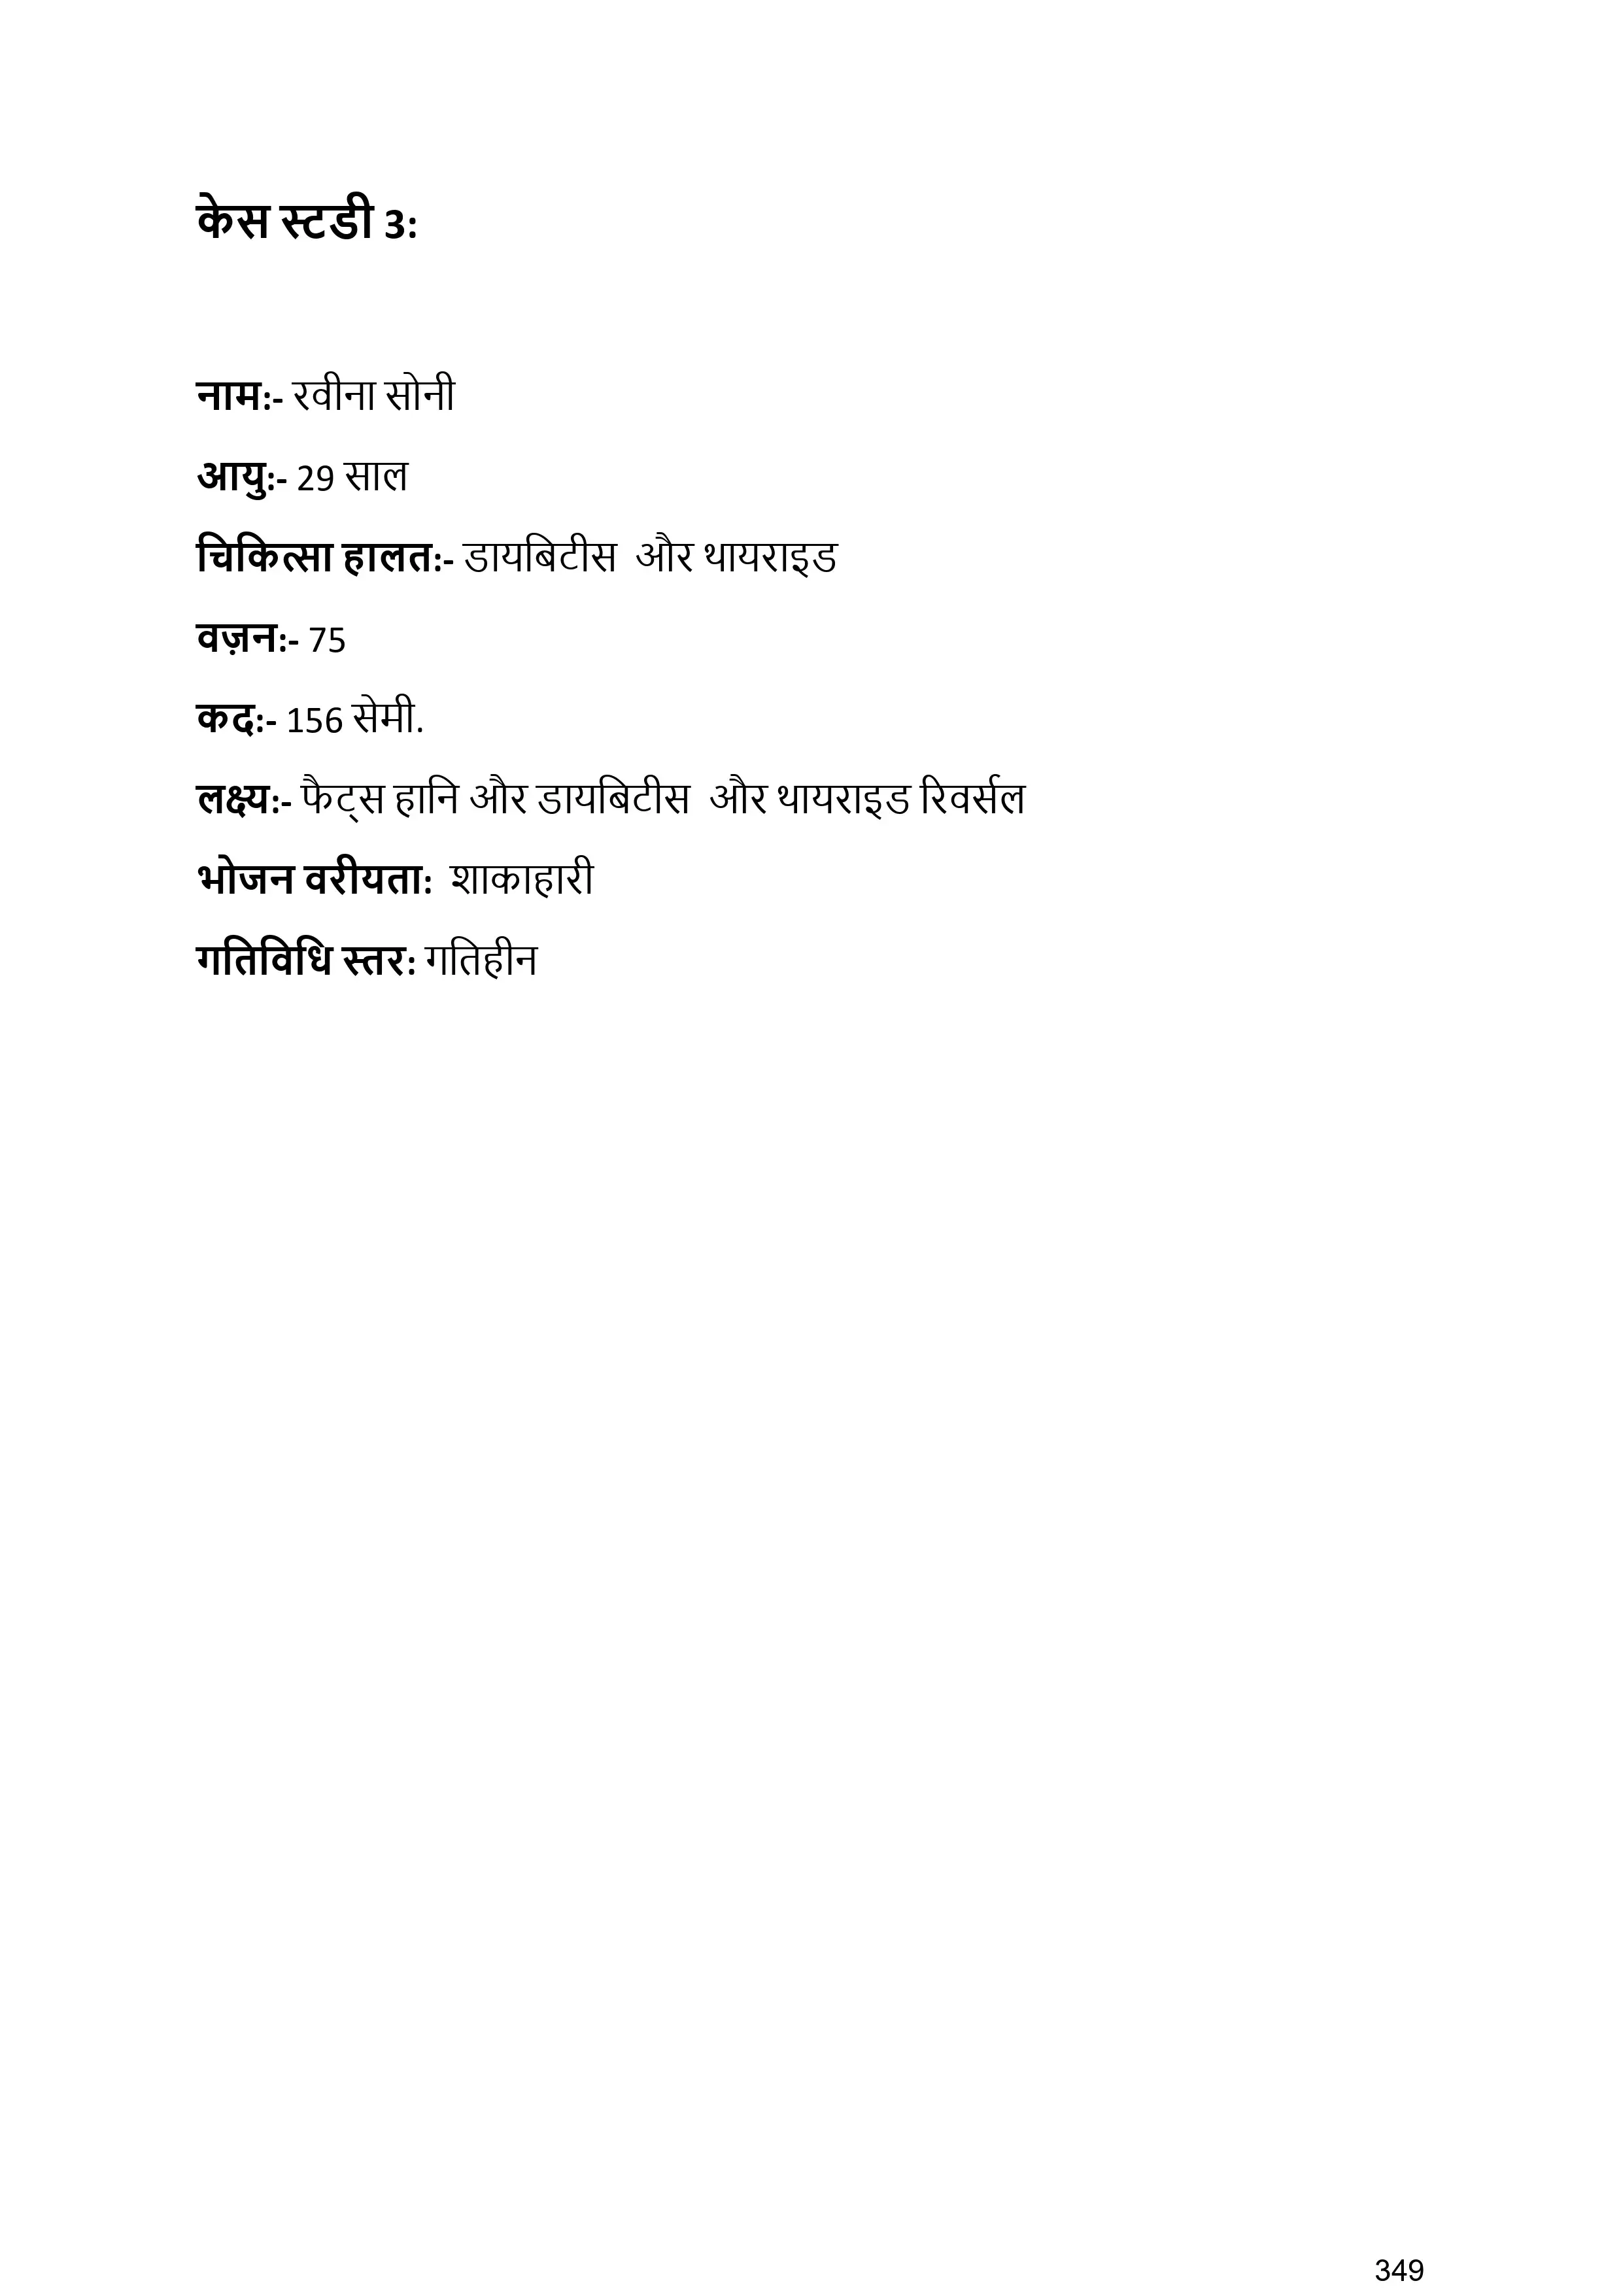 केस स्टडी 3:
नाम:- रवीना सोनी
आयु:- 29 साल
चिकित्सा हालत:- डायबिटीस  और थायराइड
वज़न:- 75
कद:- 156 सेमी.
लक्ष्य:- फैट्स हानि और डायबिटीस  और थायराइड रिवर्सल
भोजन वरीयता:  शाकाहारी
गतिविधि स्तर: गतिहीन
349